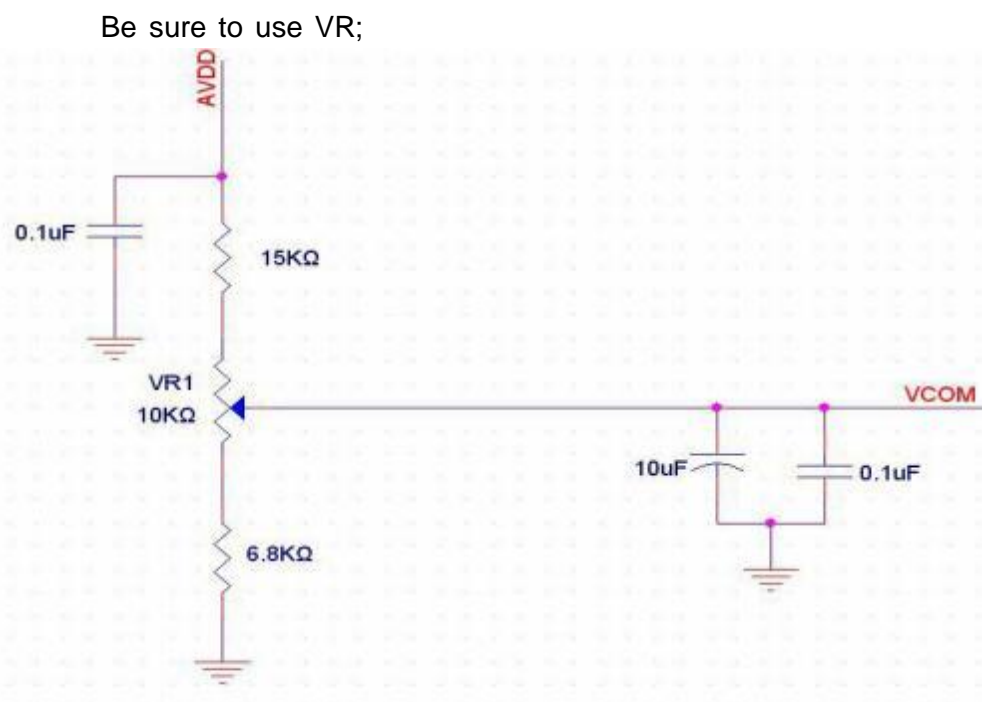 Be sure to use VR;
AVDD
0.1uF
15KΩ
VR1
10KΩ
VCOM
10uF
0.1uF
6.8KΩ